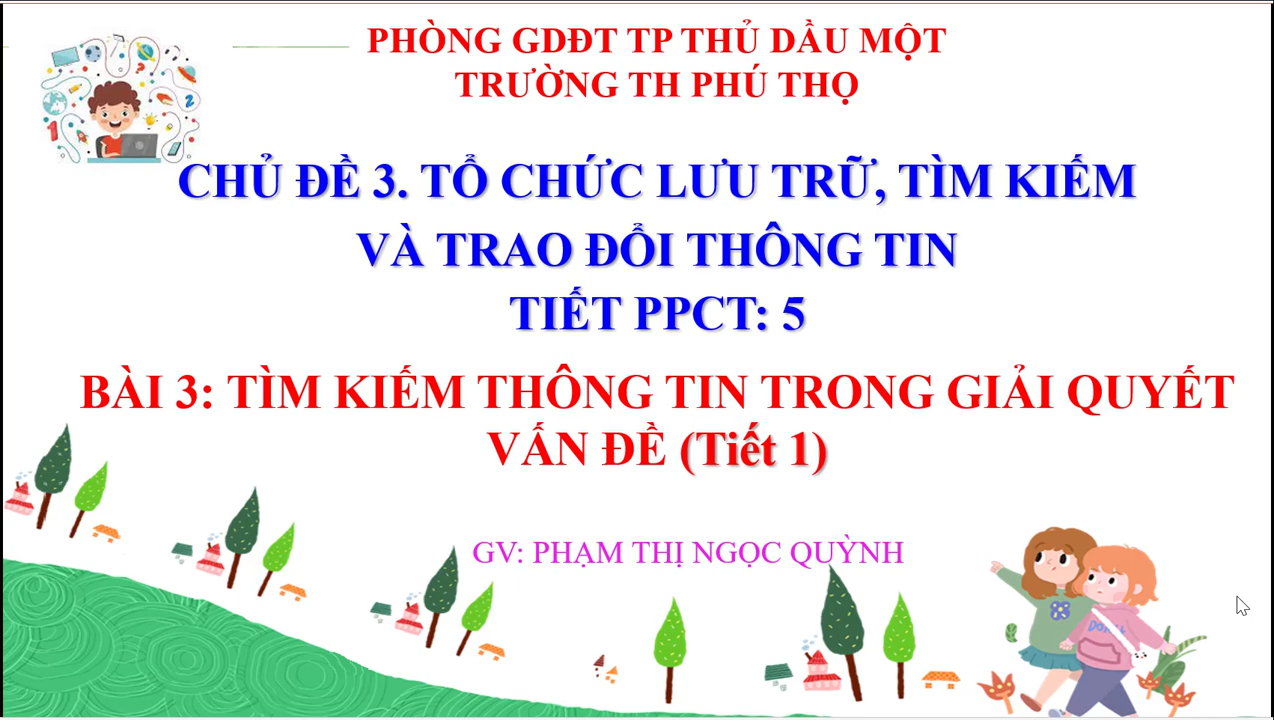 PHÒNG GDĐT TP THỦ DẦU MỘT
TRƯỜNG TH PHÚ THỌ
CHỦ ĐỀ 3. TỔ CHỨC LƯU TRỮ, TÌM KIẾM
VÀ TRAO ĐỔI THÔNG TIN
TIẾT PPCT: 5
BÀI 3: TÌM KIẾM THÔNG TIN TRONG GIẢI QUYẾT
VẤN ĐỀ (Tiết 1)
GV: PHẠM THỊ NGỌC QUỲNH